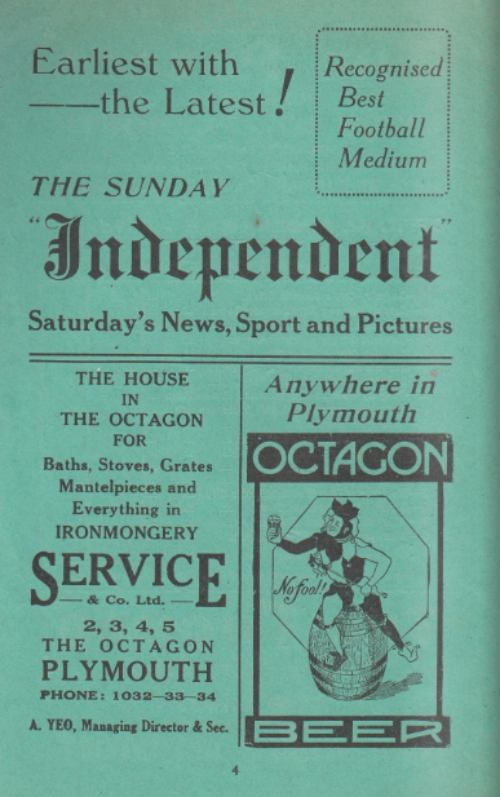 Earliest with
——the Latest!
Recognised
Best
Football
Medium
THE SUNDAY
"Independent"
Saturday's News, Sport and Pictures
THE HOUSE
IN
THE OCTAGON
FOR
Baths, Stoves, Grates
Mantelpieces and
Everything in
IRONMONGERY
SERVICE
— & Co. Ltd. —
2, 3, 4, 5
THE OCTAGON
PLYMOUTH
PHONE: 1032—33—34
A. YEO, Managing Director & Sec.
Anywhere in
Plymouth
OCTAGON
No fool!
BEER
4